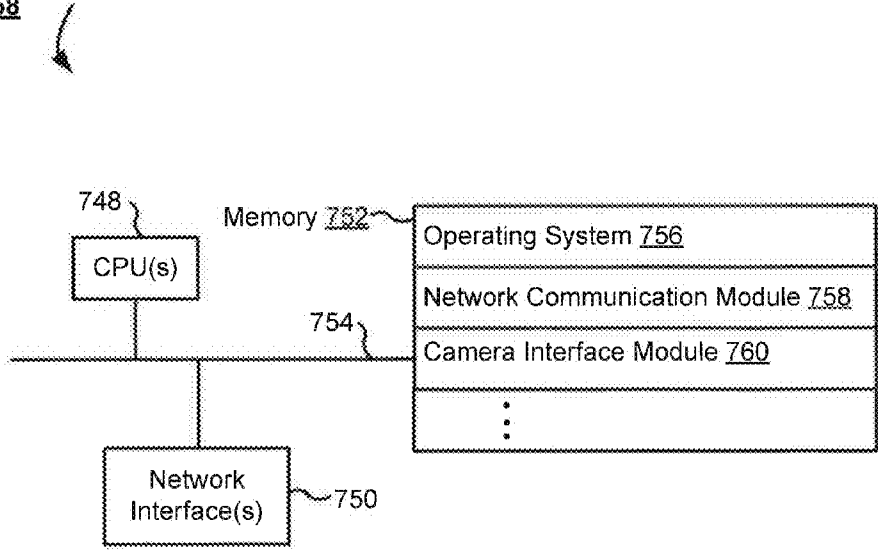 748
CPU(s)
Memory 752
Operating System 756
Network Communication Module 758
754
Camera Interface Module 760
Network
Interface(s)
750